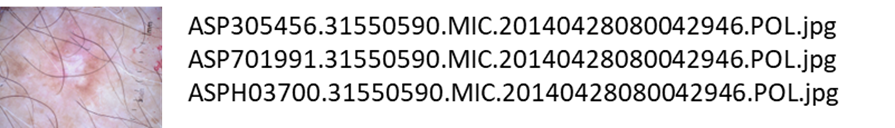 ASP305456.31550590.MIC.20140428080042946.POL.jpg
ASP701991.31550590.MIC.20140428080042946.POL.jpg
ASPH03700.31550590.MIC.20140428080042946.POL.jpg